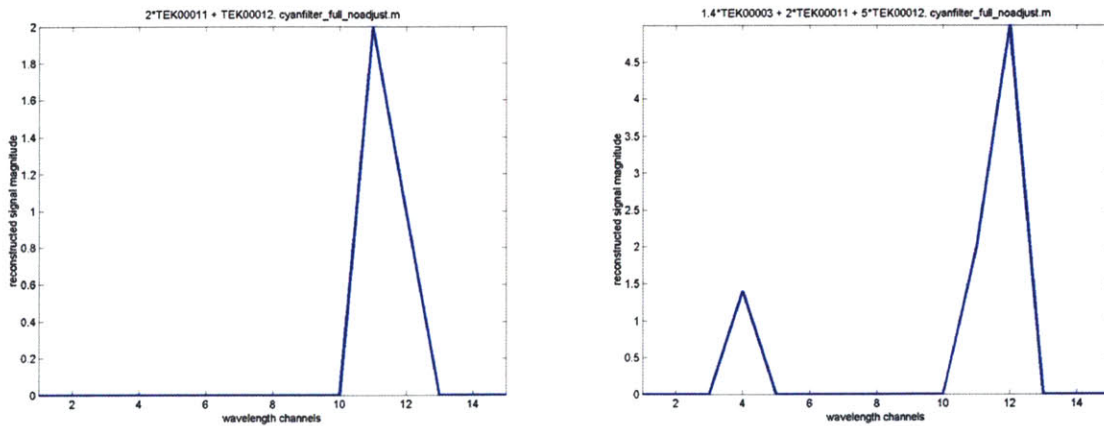 2*TEK00011 + TEK00012. cyanfilter_full_noadjust.m
2
1.8
1.6
1.4
1.2
1
0.8
0.6
0.4
0.2
0
reconstructed signal magnitude
2 4 6 8 10 12 14
wavelength channels
1.4*TEK00003 + 2*TEK00011 + 5*TEK00012. cyanfilter_full_noadjust.m
4.5
4
3.5
3
2.5
2
1.5
1
0.5
0
reconstructed signal magnitude
2 4 6 8 10 12 14
wavelength channels